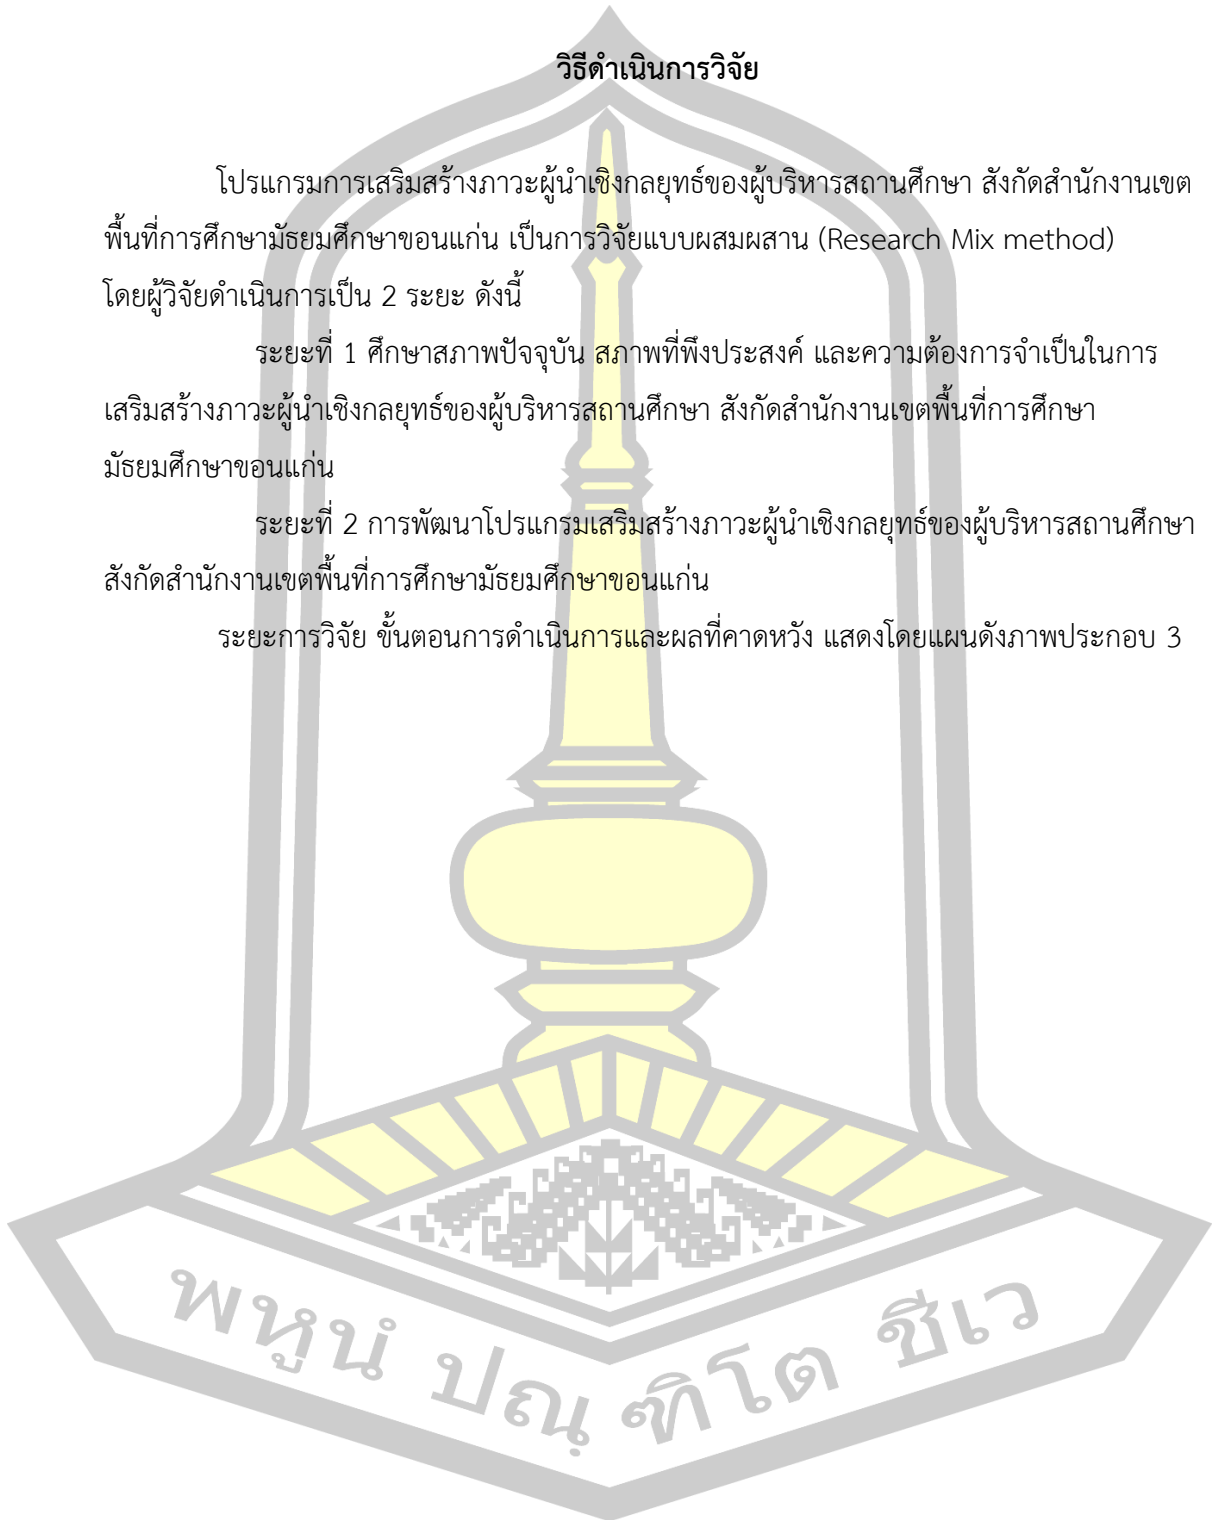 วิธีดำเนินการวิจัย
โปรแกรมการเสริมสร้างภาวะผู้นำเชิงกลยุทธ์ของผู้บริหารสถานศึกษา สังกัดสำนักงานเขต
พื้นที่การศึกษามัธยมศึกษาขอนแก่น เป็นการวิจัยแบบผสมผสาน (Research Mix method)
โดยผู้วิจัยดำเนินการเป็น 2 ระยะ ดังนี้
ระยะที่ 1 ศึกษาสภาพปัจจุบัน สภาพที่พึงประสงค์ และความต้องการจำเป็นในการ
เสริมสร้างภาวะผู้นำเชิงกลยุทธ์ของผู้บริหารสถานศึกษา สังกัดสำนักงานเขตพื้นที่การศึกษา
มัธยมศึกษาขอนแก่น
ระยะที่ 2 การพัฒนาโปรแกรมเสริมสร้างภาวะผู้นำเชิงกลยุทธ์ของผู้บริหารสถานศึกษา
สังกัดสำนักงานเขตพื้นที่การศึกษามัธยมศึกษาขอนแก่น
ระยะการวิจัย ขั้นตอนการดำเนินการและผลที่คาดหวัง แสดงโดยแผนดังภาพประกอบ 3
พหูนํ ปณฺ ฑิโต ชีเว